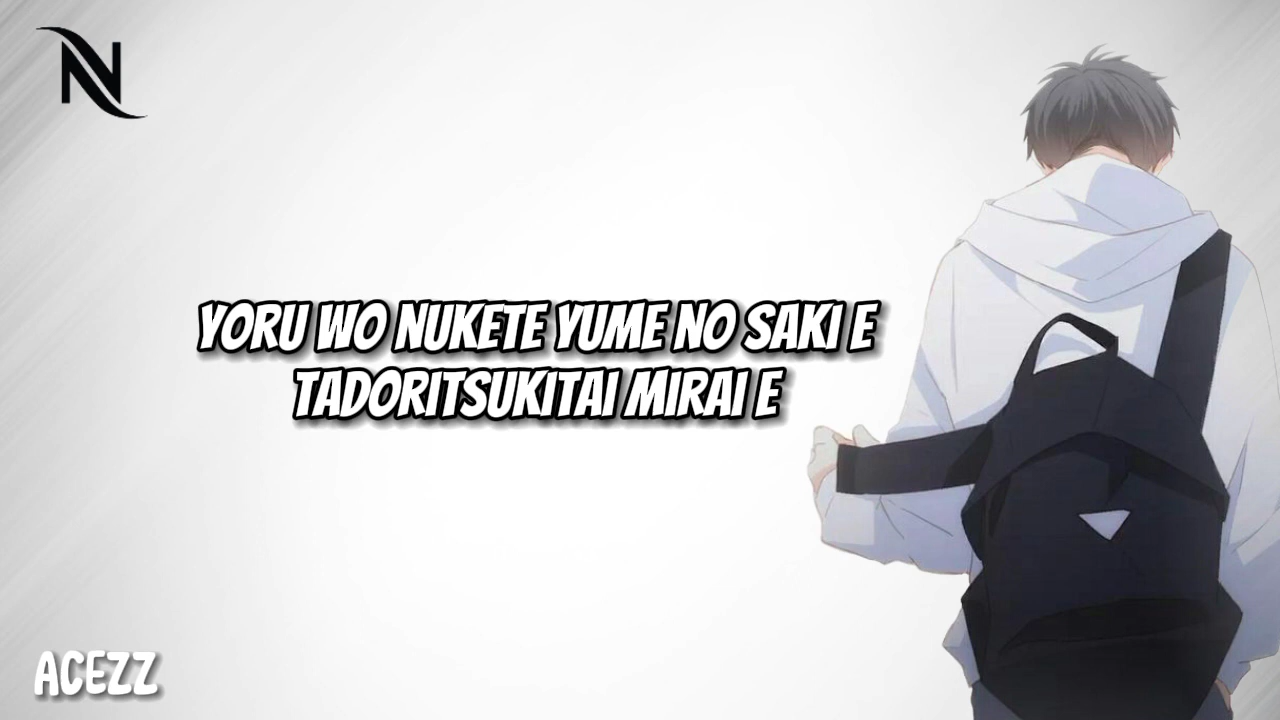 N
YORU WO NUKETE YUME NO SAKI E
TADORITSUKITAI MIRAI E
ACEZZ